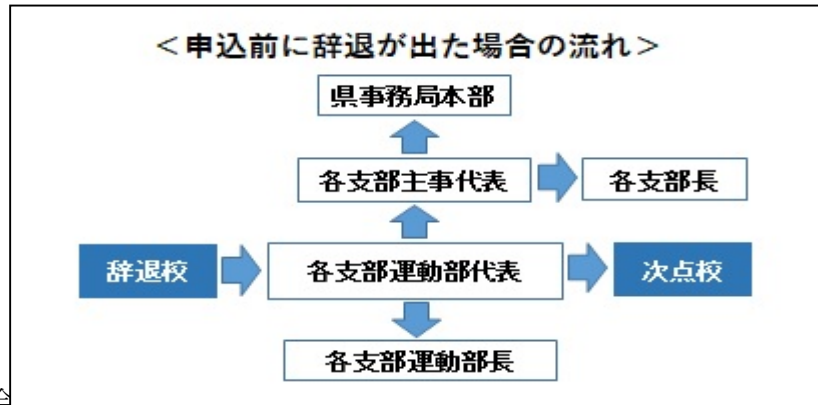 ＜申込前に辞退が出た場合の流れ＞
県事務局本部
各支部主事代表
各支部長
辞退校
各支部運動部代表
次点校
各支部運動部長